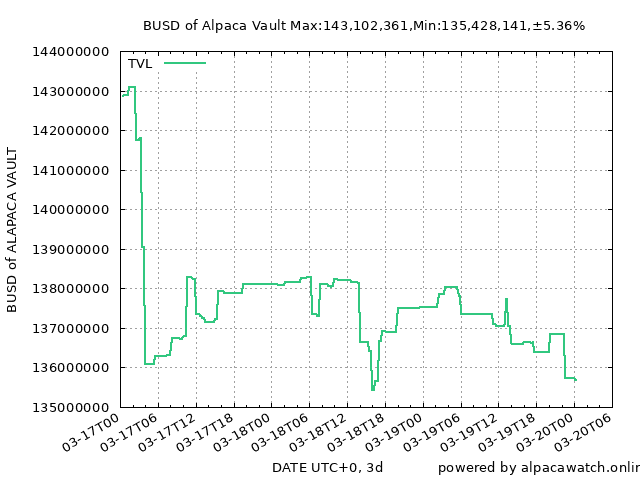 BUSD of Alpaca Vault Max:143,102,361,Min:135,428,141,±5.36%
TVL
144000000
143000000
142000000
141000000
140000000
139000000
138000000
137000000
136000000
135000000
BUSD of ALAPACA VAULT
03-17T00
03-17T06
03-17T12
03-17T18
03-18T00
03-18T06
03-18T12
03-18T18
03-19T00
03-19T06
03-19T12
03-19T18
03-20T00
03-20T06
DATE UTC+0, 3d
powered by alpacawatch.onlin